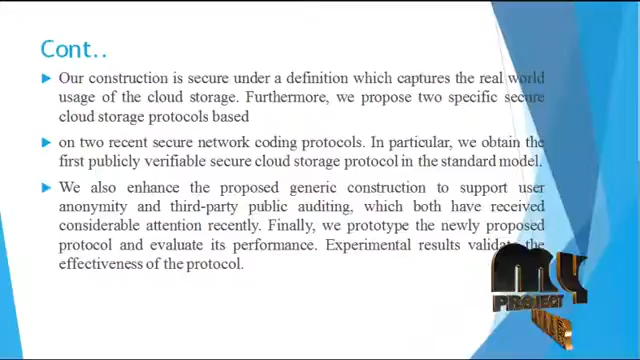 Cont..
Our construction is secure under a definition which captures the real world
usage of the cloud storage. Furthermore, we propose two specific secure
cloud storage protocols based
on two recent secure network coding protocols. In particular, we obtain the
first publicly verifiable secure cloud storage protocol in the standard model.
We also enhance the proposed generic construction to support user
anonymity and third-party public auditing, which both have received
considerable attention recently. Finally, we prototype the newly proposed
protocol and evaluate its performance. Experimental results validate the
effectiveness of the protocol.
MY
PROJECT